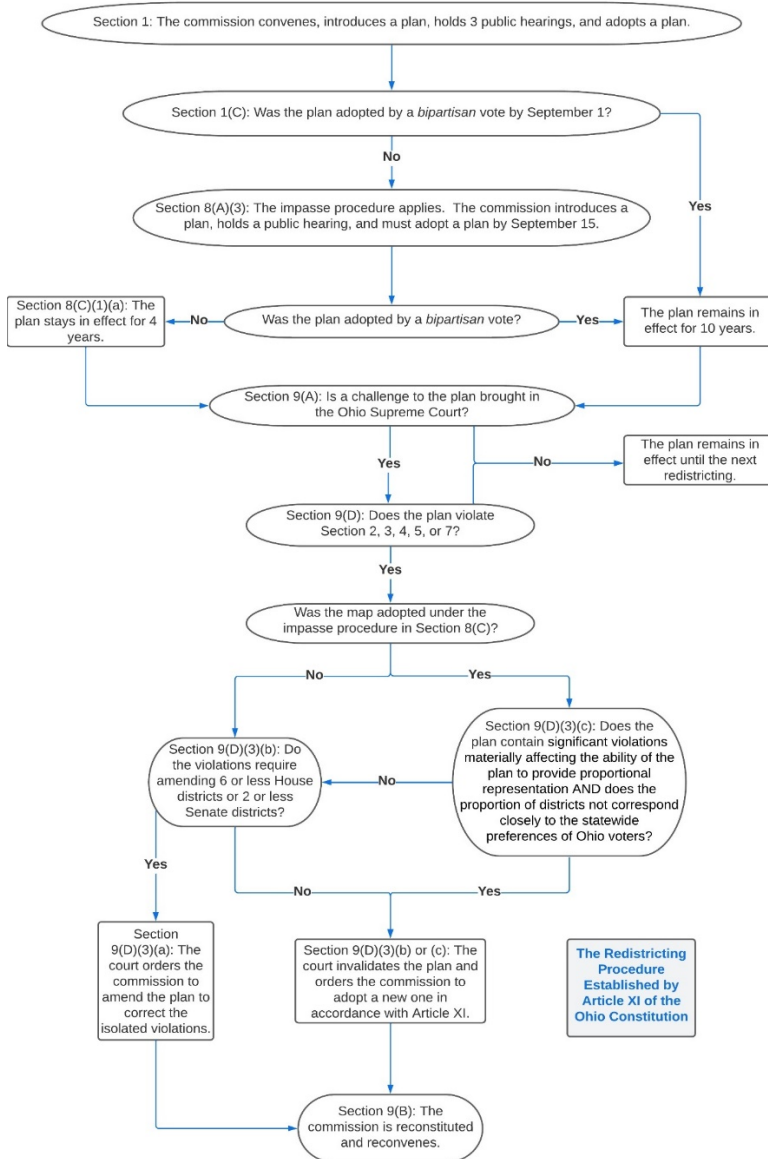 Section 1: The commission convenes, introduces a plan, holds 3 public hearings, and adopts a plan.
Section 1(C): Was the plan adopted by a bipartisan vote by September 1?
No
Yes
Section 8(A)(3): The impasse procedure applies. The commission introduces a
plan, holds a public hearing, and must adopt a plan by September 15.
Section 8(C)(1)(a): The
plan stays in effect for 4
years.
No
Was the plan adopted by a bipartisan vote?
Yes
The plan remains in
effect for 10 years.
Section 9(A): Is a challenge to the plan brought in
the Ohio Supreme Court?
Yes
No
The plan remains in
effect until the next
redistricting.
Section 9(D): Does the plan violate
Section 2, 3, 4, 5, or 7?
Yes
Was the map adopted under the
impasse procedure in Section 8(C)?
No
Yes
Section 9(D)(3)(b): Do
the violations require
amending 6 or less House
districts or 2 or less
Senate districts?
No
Section 9(D)(3)(c): Does the
plan contain significant violations
materially affecting the ability of the
plan to provide proportional
representation AND does the
proportion of districts not correspond
closely to the statewide
preferences of Ohio voters?
Yes
No
Yes
Section
9(D)(3)(a): The
court orders the
commission to
amend the plan to
correct the
isolated violations.
Section 9(D)(3)(b) or (c): The
court invalidates the plan and
orders the commission to
adopt a new one in
accordance with Article XI.
The Redistricting
Procedure
Established by
Article XI of the
Ohio Constitution
Section 9(B): The
commission is reconstituted
and reconvenes.